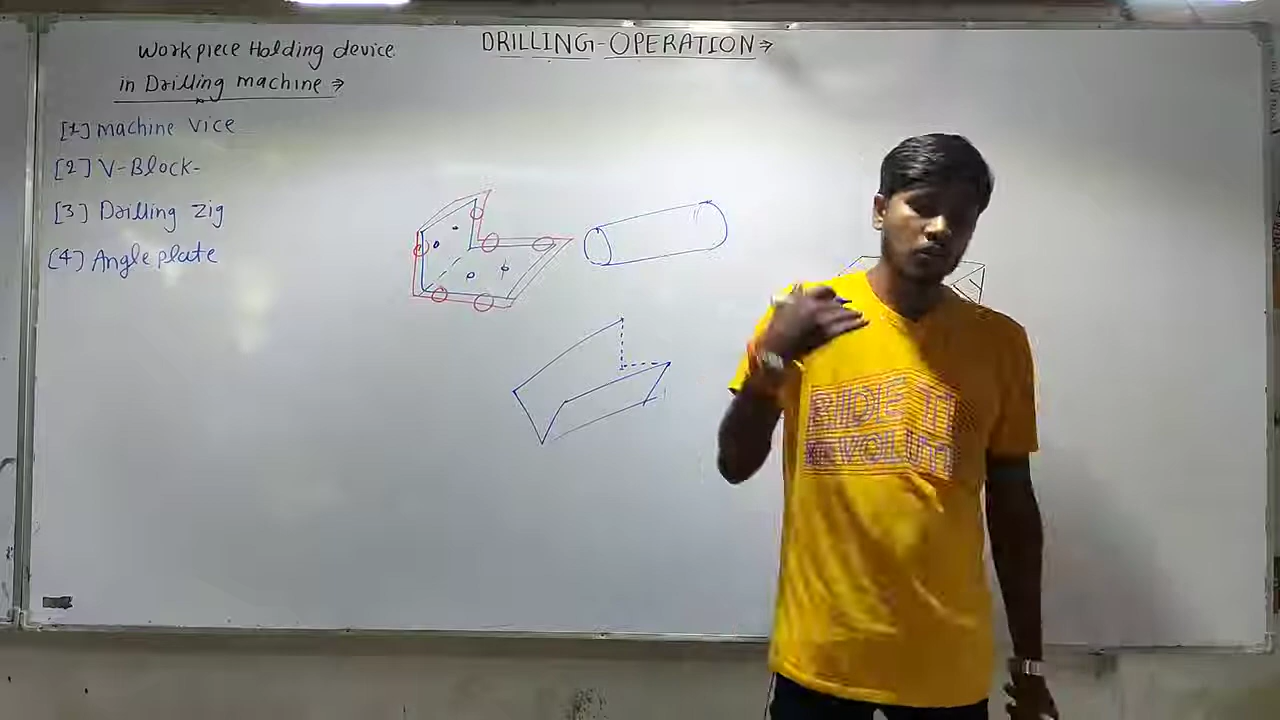 Workpiece Holding device
in Drilling machine ⇒
[1] machine Vice
[2] V-Block-
[3] Drilling Zig
[4] Angle plate
DRILLING-OPERATION⇒
RIDE